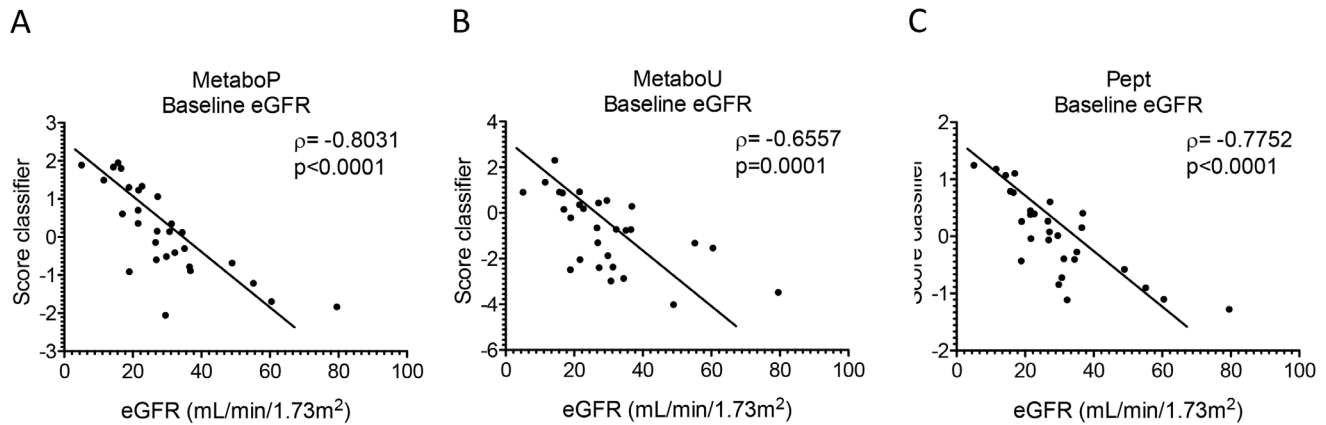 A
MetaboP
Baseline eGFR
ρ= -0.8031
p<0.0001
Score classifier
3
2
1
0
-1
-2
-3
0 20 40 60 80 100
eGFR (mL/min/1.73m²)
B
MetaboU
Baseline eGFR
ρ= -0.6557
p=0.0001
Score classifier
4
2
0
-2
-4
-6
0 20 40 60 80 100
eGFR (mL/min/1.73m²)
C
Pept
Baseline eGFR
ρ= -0.7752
p<0.0001
Score classifier
2
1
0
-1
-2
0 20 40 60 80 100
eGFR (mL/min/1.73m²)